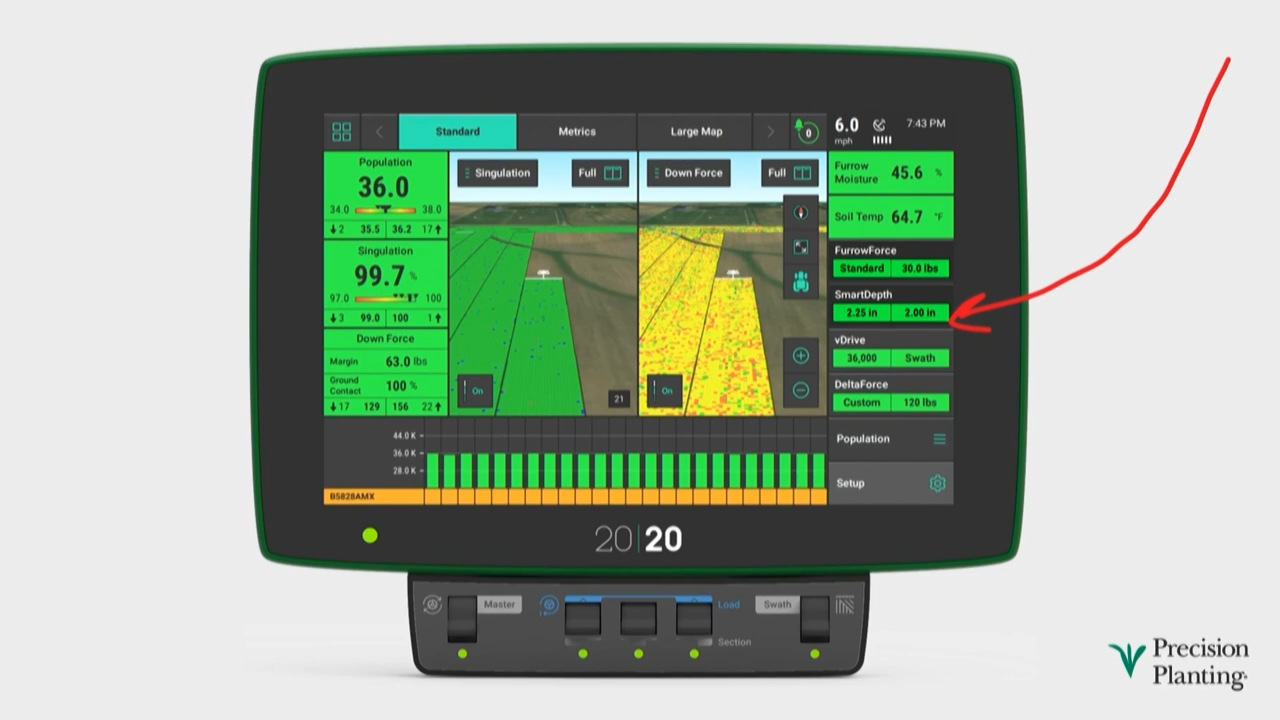 Standard
Metrics
Large Map
0
6.0
mph
7:43 PM
Population
36.0
34.0
38.0
2
35.5
36.2
17
Singulation
99.7 %
97.0
100
3
99.0
100
1
Down Force
Margin
63.0 lbs
Ground
Contact
100 %
17
129
156
22
Singulation
Full
On
21
Down Force
Full
On
Furrow
Moisture
45.6 %
Soil Temp
64.7 °F
FurrowForce
Standard
30.0 lbs
SmartDepth
2.25 in
2.00 in
vDrive
36,000
Swath
DeltaForce
Custom
120 lbs
Population
Setup
44.0 K
36.0 K
28.0 K
B5828AMX
20|20
Master
Load
Section
Swath
Precision
Planting